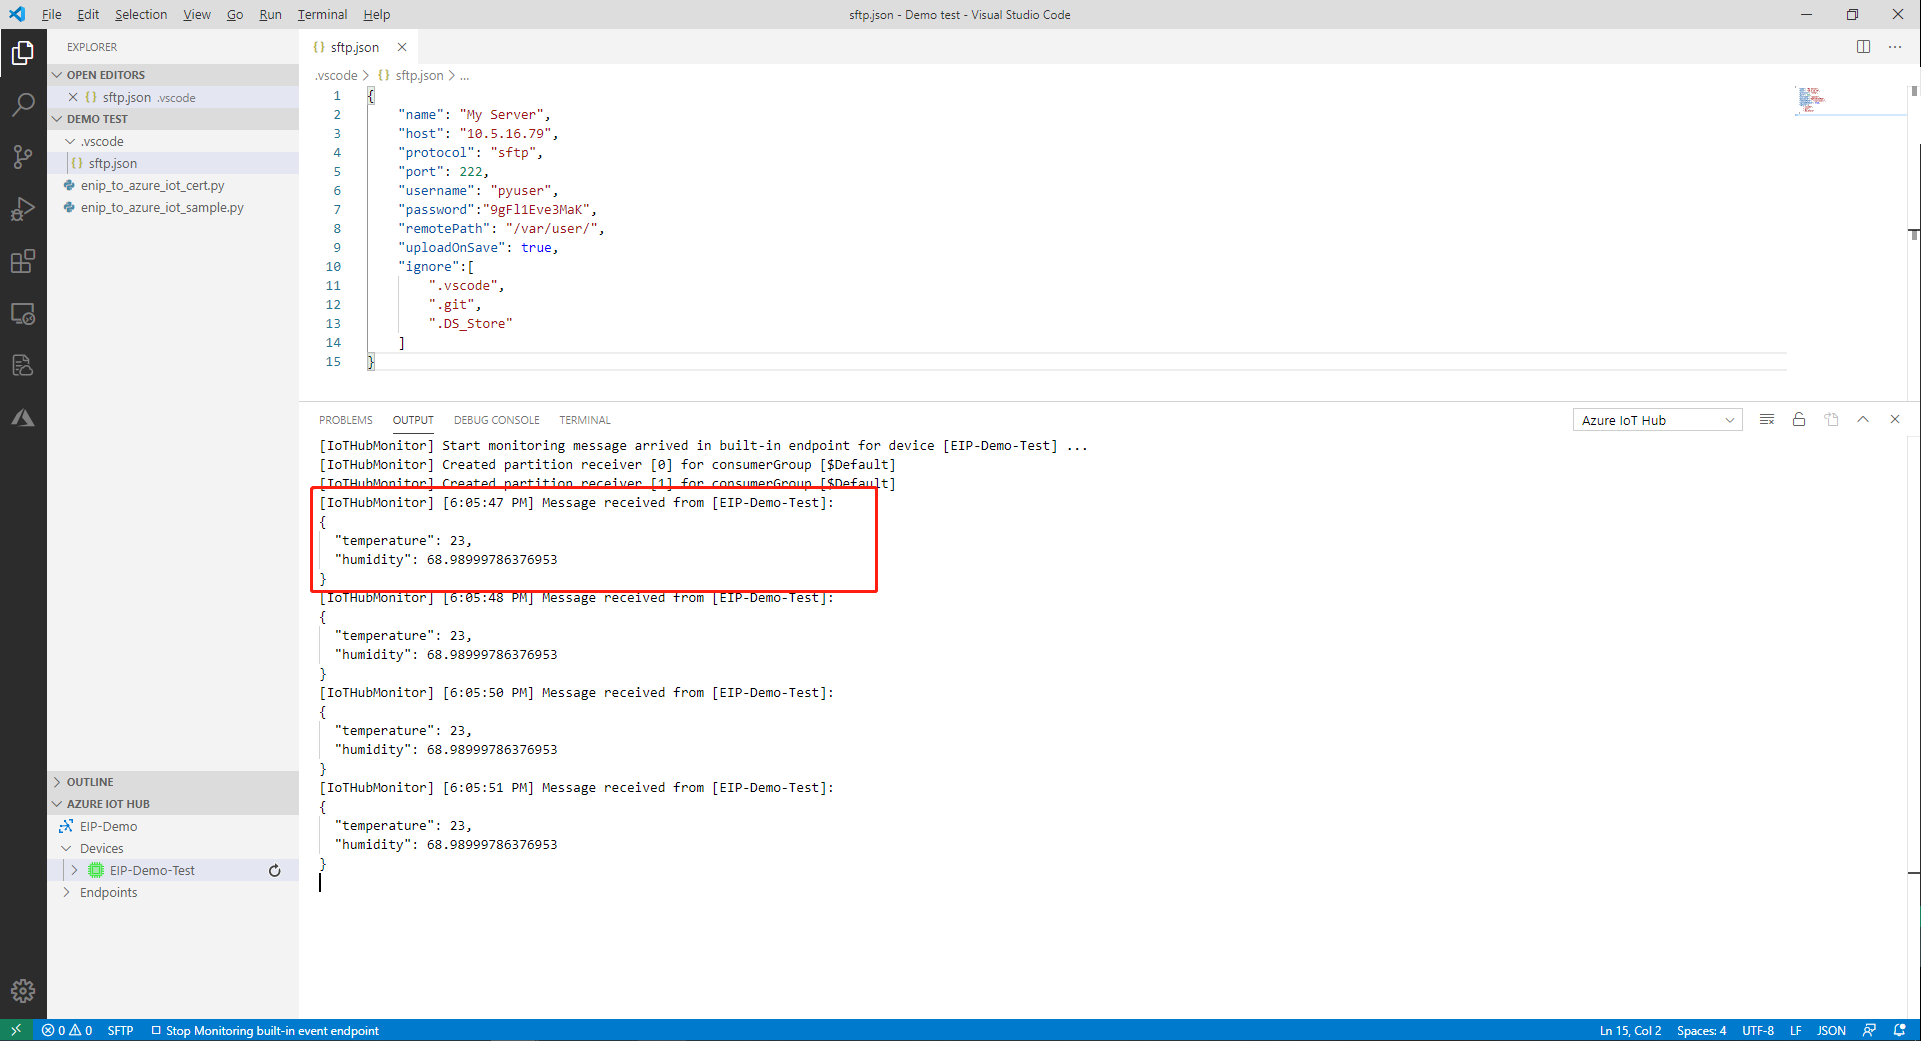 File Edit Selection View Go Run Terminal Help
sftp.json - Demo test - Visual Studio Code
EXPLORER
OPEN EDITORS
sftp.json .vscode
DEMO TEST
.vscode
sftp.json
enip_to_azure_iot_cert.py
enip_to_azure_iot_sample.py
OUTLINE
AZURE IOT HUB
EIP-Demo
Devices
EIP-Demo-Test
Endpoints
sftp.json
.vscode > {} sftp.json > ...
1 {
2 "name": "My Server",
3 "host": "10.5.16.79",
4 "protocol": "sftp",
5 "port": 222,
6 "username": "pyuser",
7 "password":"9gFl1Eve3MaK",
8 "remotePath": "/var/user/",
9 "uploadOnSave": true,
10 "ignore":[
11 ".vscode",
12 ".git",
13 ".DS_Store"
14 ]
15 }
PROBLEMS OUTPUT DEBUG CONSOLE TERMINAL
Azure IoT Hub
[IoTHubMonitor] Start monitoring message arrived in built-in endpoint for device [EIP-Demo-Test] ...
[IoTHubMonitor] Created partition receiver [0] for consumerGroup [$Default]
[IoTHubMonitor] Created partition receiver [1] for consumerGroup [$Default]
[IoTHubMonitor] [6:05:47 PM] Message received from [EIP-Demo-Test]:
{
"temperature": 23,
"humidity": 68.98999786376953
}
[IoTHubMonitor] [6:05:48 PM] Message received from [EIP-Demo-Test]:
{
"temperature": 23,
"humidity": 68.98999786376953
}
[IoTHubMonitor] [6:05:50 PM] Message received from [EIP-Demo-Test]:
{
"temperature": 23,
"humidity": 68.98999786376953
}
[IoTHubMonitor] [6:05:51 PM] Message received from [EIP-Demo-Test]:
{
"temperature": 23,
"humidity": 68.98999786376953
}
0 0 SFTP Stop Monitoring built-in event endpoint
Ln 15, Col 2 Spaces: 4 UTF-8 LF JSON